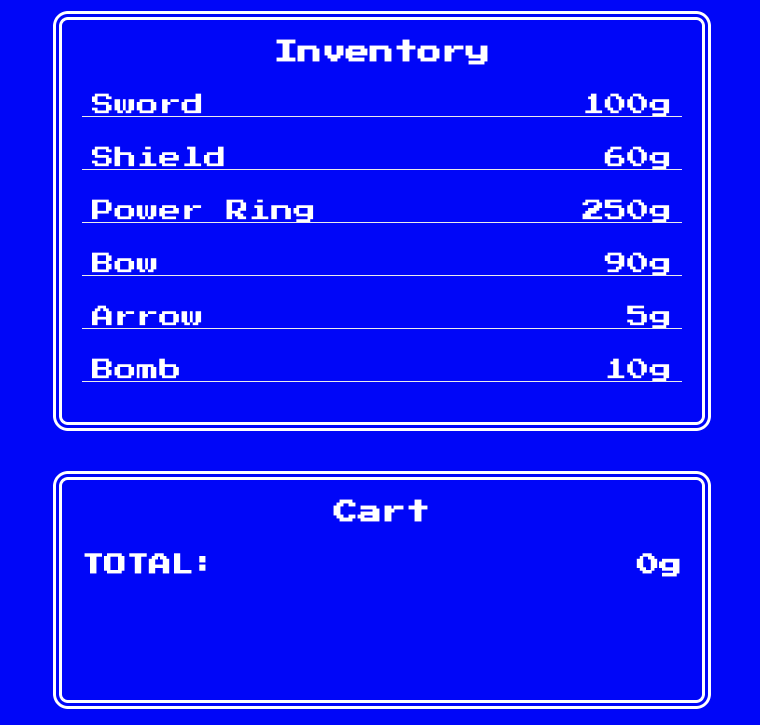 Inventory
Sword 100g
Shield 60g
Power Ring 250g
Bow 90g
Arrow 5g
Bomb 10g
Cart
TOTAL: 0g